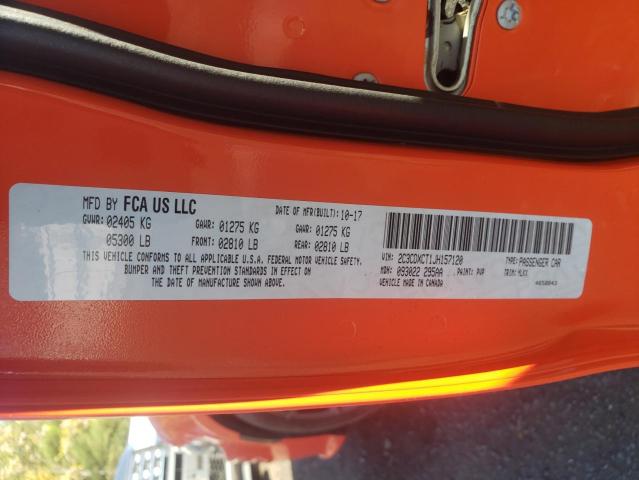 MFD BY FCA US LLC DATE OF MFR(BUILT): 10-17
GVWR: 02405 KG GAWR: 01275 KG GAWR: 01275 KG
05300 LB FRONT: 02810 LB REAR: 02810 LB
THIS VEHICLE CONFORMS TO ALL APPLICABLE U.S.A. FEDERAL MOTOR VEHICLE SAFETY,
BUMPER AND THEFT PREVENTION STANDARDS IN EFFECT ON
THE DATE OF MANUFACTURE SHOWN ABOVE.
VIN: 2C3CDXCT1JH157120 TYPE: PASSENGER CAR
MDH: 093022 295AA PAINT: PVP TRIM: MLXX
VEHICLE MADE IN CANADA 4650043